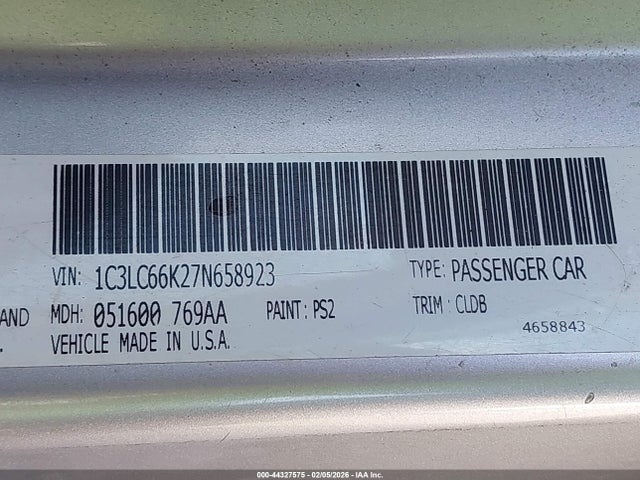 VIN: 1C3LC66K27N658923
TYPE: PASSENGER CAR
AND
MDH: 051600 769AA
PAINT: PS2
TRIM: CLDB
VEHICLE MADE IN U.S.A.
4658843
000-44327575 - 02/05/2026 - IAA Inc.